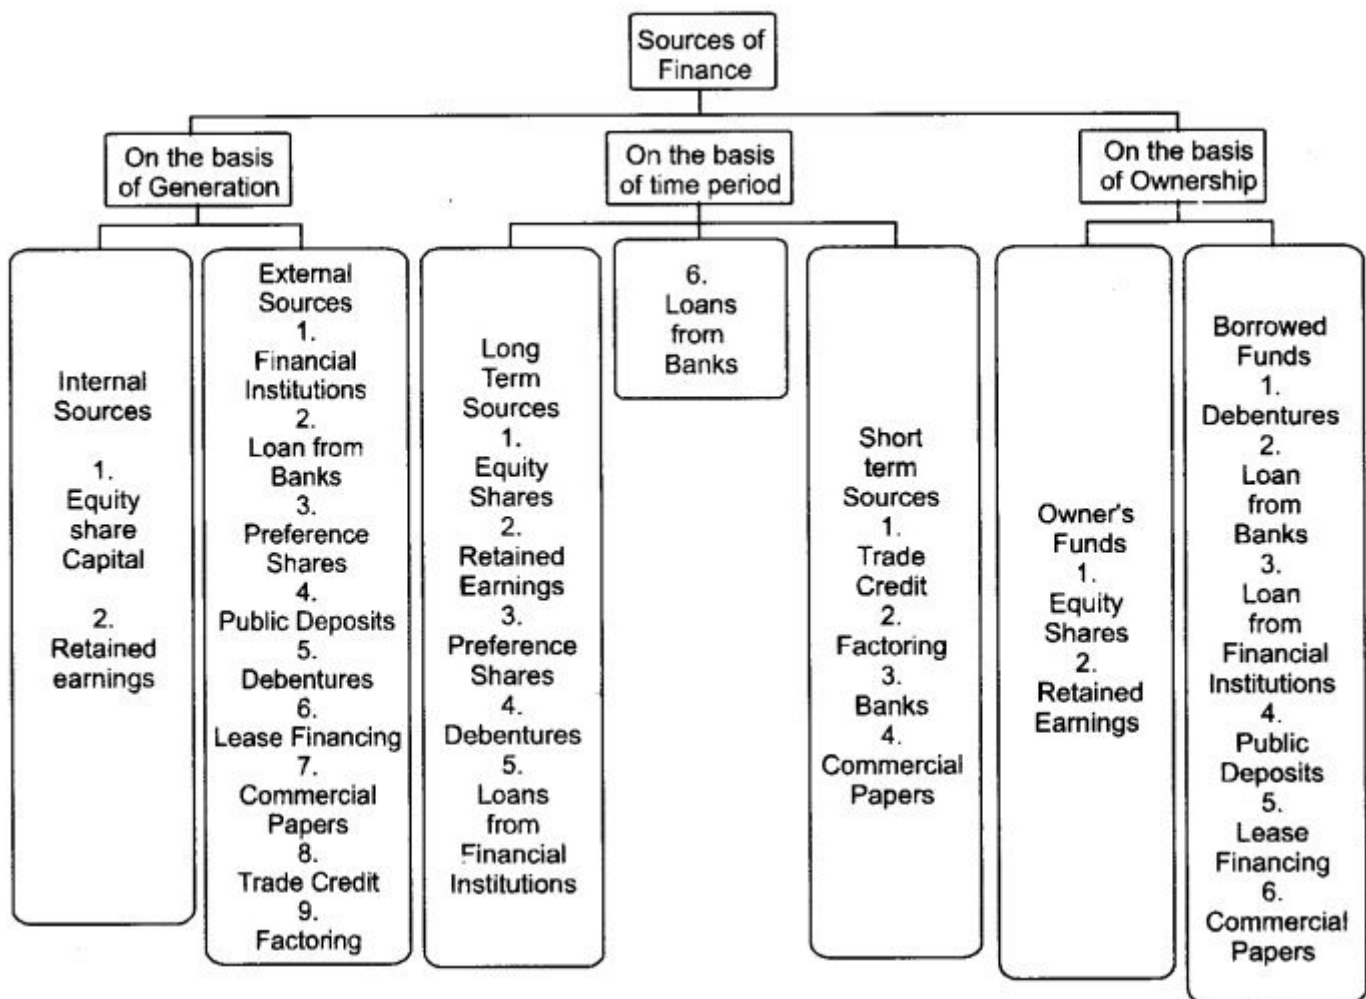 Sources of
Finance
On the basis
of Generation
On the basis
of time period
On the basis
of Ownership
Internal
Sources
1.
Equity
share
Capital
2.
Retained
earnings
External
Sources
1.
Financial
Institutions
2.
Loan from
Banks
3.
Preference
Shares
4.
Public Deposits
5.
Debentures
6.
Lease Financing
7.
Commercial
Papers
8.
Trade Credit
9.
Factoring
Long
Term
Sources
1.
Equity
Shares
2.
Retained
Earnings
3.
Preference
Shares
4.
Debentures
5.
Loans
from
Financial
Institutions
6.
Loans
from
Banks
Short
term
Sources
1.
Trade
Credit
2.
Factoring
3.
Banks
4.
Commercial
Papers
Owner's
Funds
1.
Equity
Shares
2.
Retained
Earnings
Borrowed
Funds
1.
Debentures
2.
Loan
from
Banks
3.
Loan
from
Financial
Institutions
4.
Public
Deposits
5.
Lease
Financing
6.
Commercial
Papers